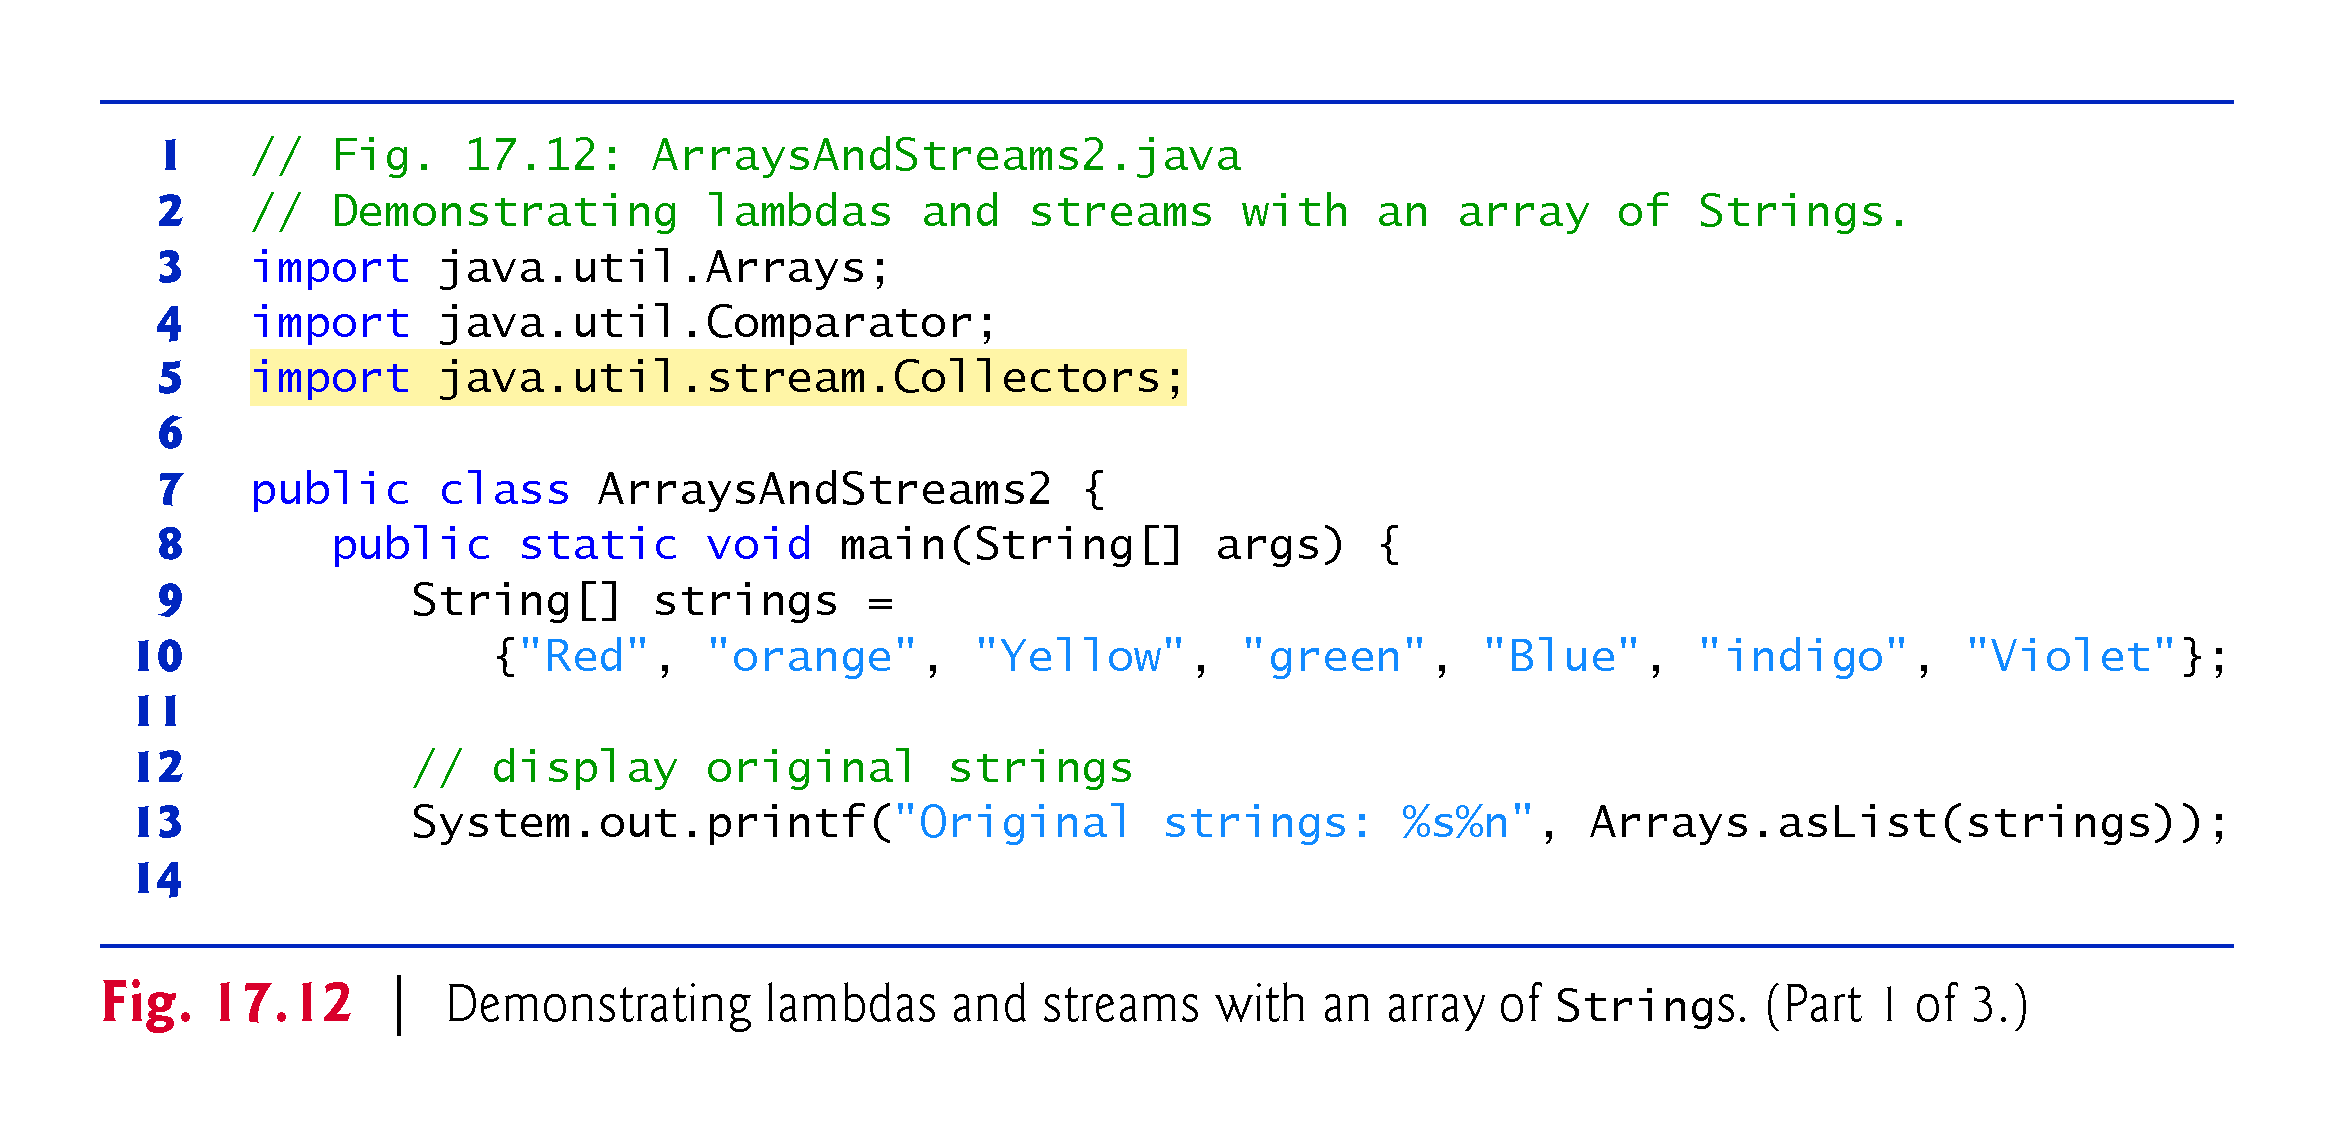 1 // Fig. 17.12: ArraysAndStreams2.java
2 // Demonstrating lambdas and streams with an array of Strings.
3 import java.util.Arrays;
4 import java.util.Comparator;
5 import java.util.stream.Collectors;
6
7 public class ArraysAndStreams2 {
8    public static void main(String[] args) {
9       String[] strings =
10          {"Red", "orange", "Yellow", "green", "Blue", "indigo", "Violet"};
11
12       // display original strings
13       System.out.printf("Original strings: %s%n", Arrays.asList(strings));
14
Fig. 17.12 | Demonstrating lambdas and streams with an array of Strings. (Part 1 of 3.)